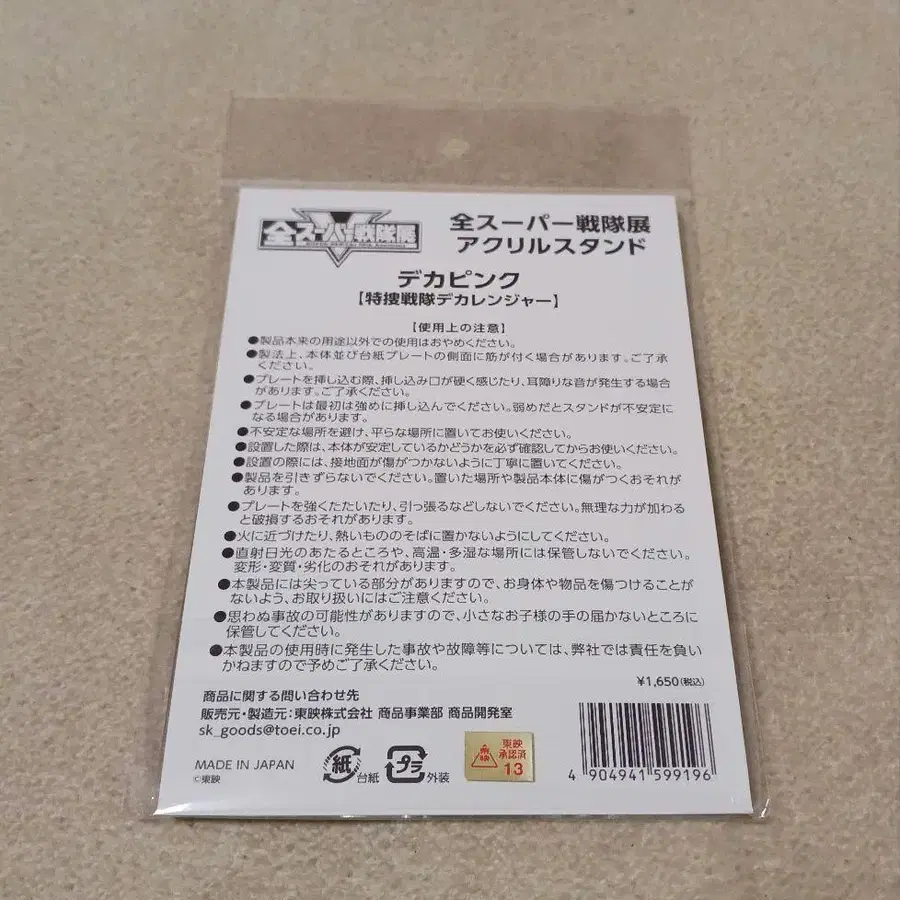 全スーパー戦隊展
全スーパー戦隊展
アクリルスタンド
デカピンク
【特捜戦隊デカレンジャー】
【使用上の注意】
●製品本来の用途以外での使用はおやめください。
●製法上、本体並び台紙プレートの側面に筋が付く場合があります。ご了承
ください。
●プレートを挿し込む際、挿し込み口が硬く感じたり、耳障りな音が発生する場合
があります。ご了承ください。
●プレートは最初は強めに挿し込んでください。弱めだとスタンドが不安定に
なる場合があります。
●不安定な場所を避け、平らな場所に置いてお使いください。
●設置した際は、本体が安定しているかどうかを必ず確認してからお使いください。
●設置の際には、接地面が傷がつかないように丁寧に置いてください。
●製品を引きずらないでください。置いた場所や製品本体に傷がつくおそれが
あります。
●プレートを強くたたいたり、引っ張るなどしないでください。無理な力が加わる
と破損するおそれがあります。
●火に近づけたり、熱いもののそばに置かないようにしてください。
●直射日光のあたるところや、高温・多湿な場所には保管しないでください。
変形・変質・劣化のおそれがあります。
●本製品には尖っている部分がありますので、お身体や物品を傷つけることが
ないよう、お取り扱いにはご注意ください。
●思わぬ事故の可能性がありますので、小さなお子様の手の届かないところに
保管してください。
●本製品の使用時に発生した事故や故障等については、弊社では責任を負い
かねますので予めご了承ください。
¥1,650(税込)
商品に関する問い合わせ先
販売元・製造元:東映株式会社 商品事業部 商品開発室
sk_goods@toei.co.jp
MADE IN JAPAN
©東映
紙 台紙
プラ 外装
東映
東映
承認済
13
4 904941 599196